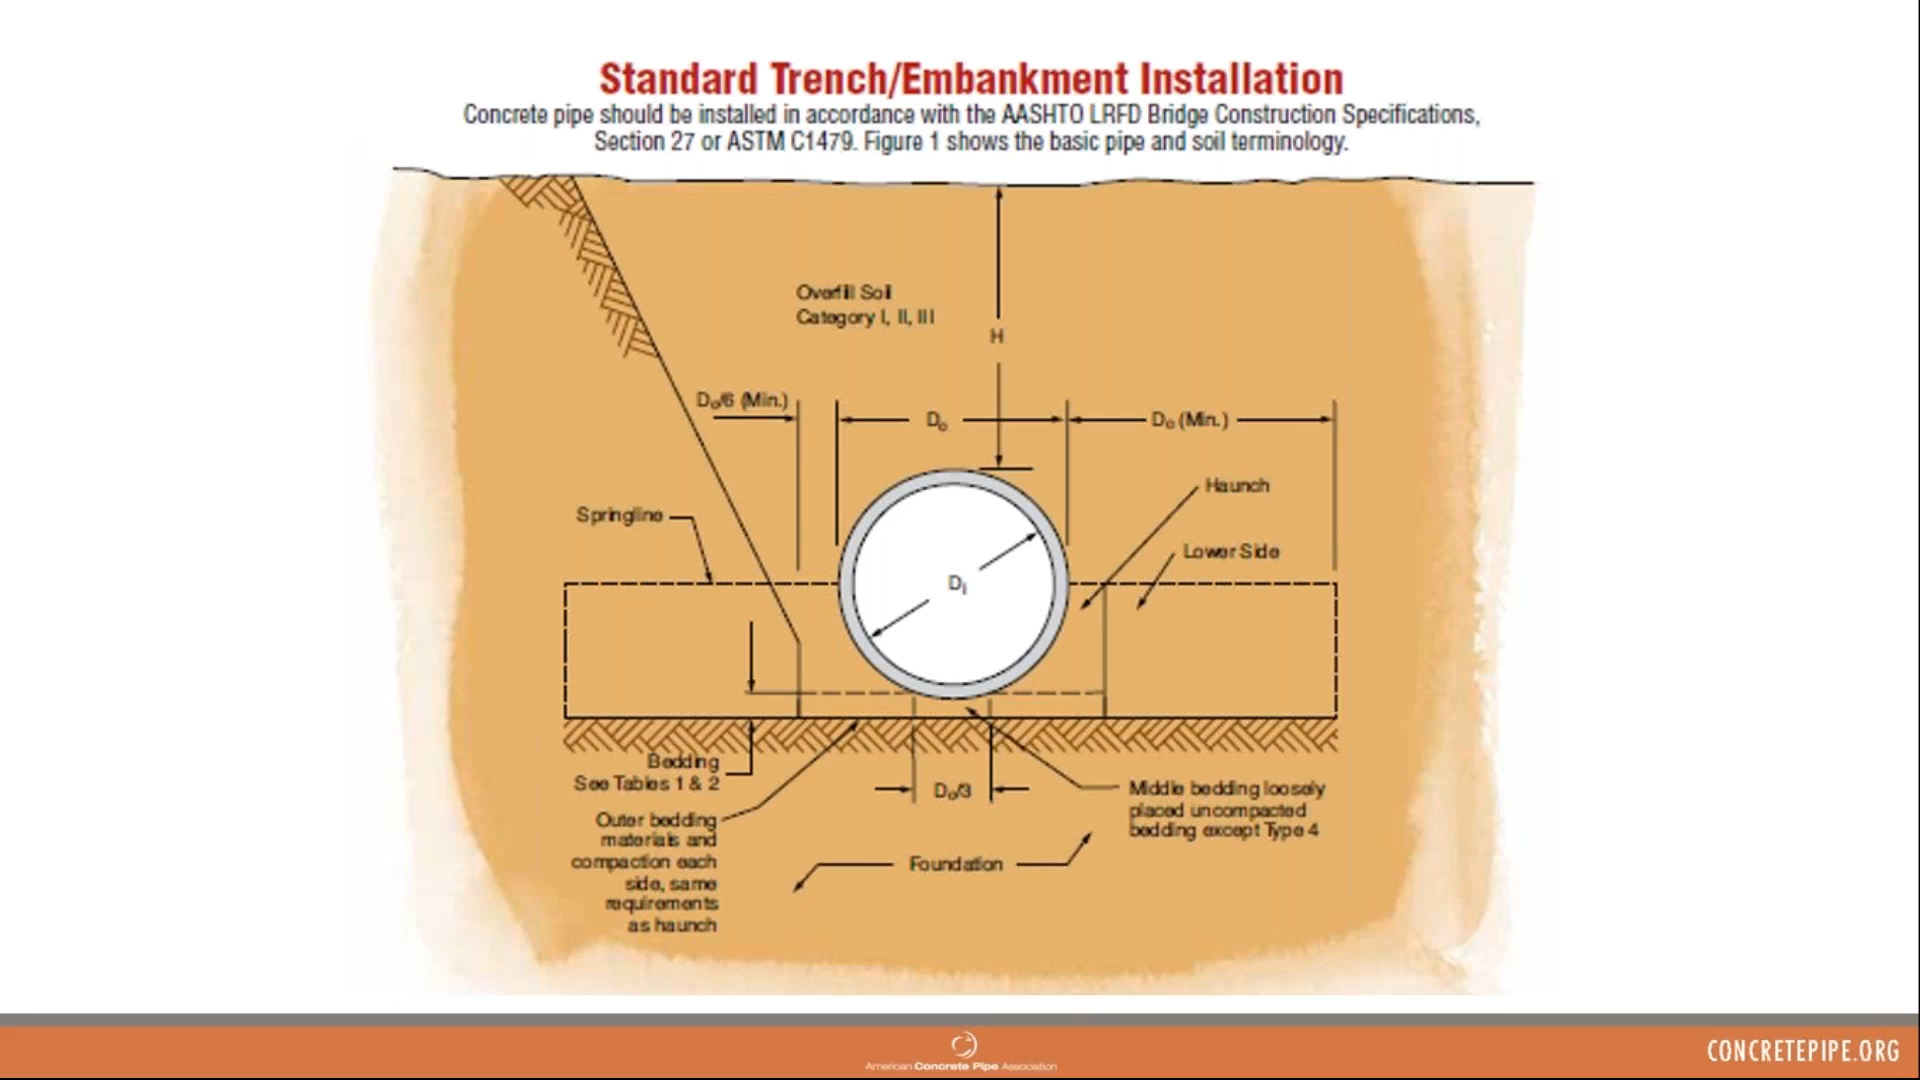 Standard Trench/Embankment Installation
Concrete pipe should be installed in accordance with the AASHTO LRFD Bridge Construction Specifications,
Section 27 or ASTM C1479. Figure 1 shows the basic pipe and soil terminology.
Overfill Soil
Category I, II, III
H
Do/6 (Min.)
Do
Do (Min.)
Haunch
Springline
Lower Side
Di
Bedding
See Tables 1 & 2
Do/3
Middle bedding loosely
placed uncompacted
bedding except Type 4
Outer bedding
materials and
compaction each
side, same
requirements
as haunch
Foundation
American Concrete Pipe Association
CONCRETEPIPE.ORG